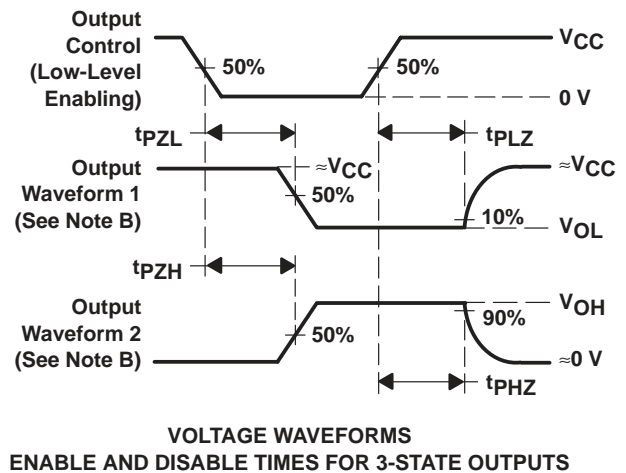 Output
Control
(Low-Level
Enabling)
50%
50%
VCC
0 V
tPZL
tPLZ
Output
Waveform 1
(See Note B)
≈VCC
50%
≈VCC
10%
VOL
tPZH
Output
Waveform 2
(See Note B)
50%
VOH
90%
≈0 V
tPHZ
VOLTAGE WAVEFORMS
ENABLE AND DISABLE TIMES FOR 3-STATE OUTPUTS